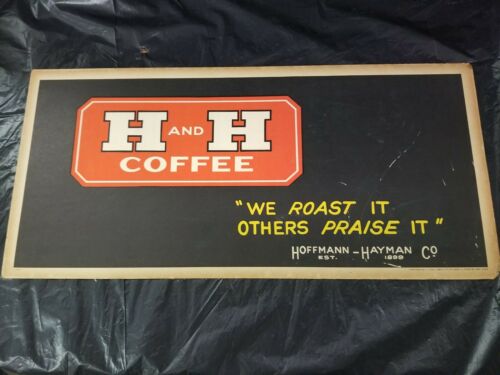 H AND H
COFFEE
"WE ROAST IT
OTHERS PRAISE IT"
HOFFMANN-HAYMAN CO
EST. 1899